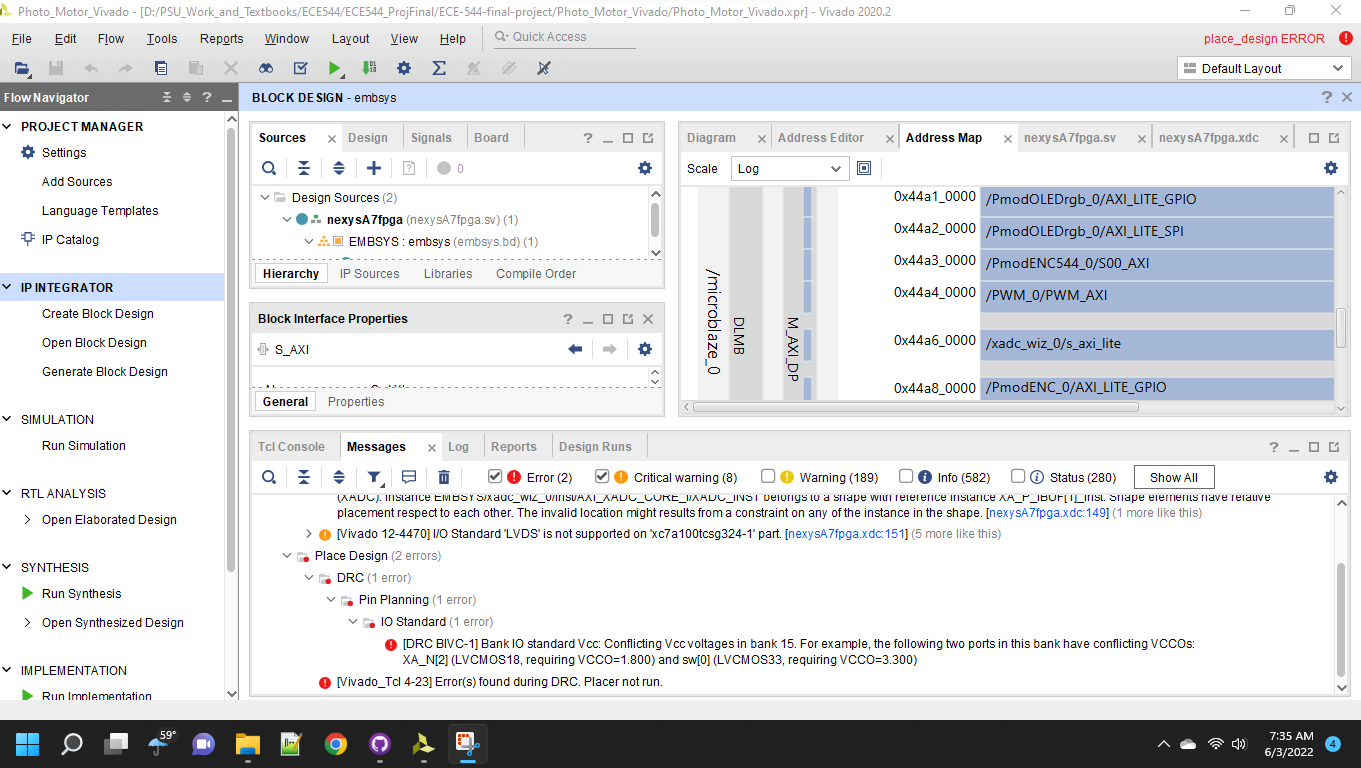 Photo_Motor_Vivado - [D:/PSU_Work_and_Textbooks/ECE544/ECE544_ProjFinal/ECE-544-final-project/Photo_Motor_Vivado/Photo_Motor_Vivado.xpr] - Vivado 2020.2
File Edit Flow Tools Reports Window Layout View Help Quick Access place_design ERROR
Default Layout
Flow Navigator
PROJECT MANAGER
Settings
Add Sources
Language Templates
IP Catalog
IP INTEGRATOR
Create Block Design
Open Block Design
Generate Block Design
SIMULATION
Run Simulation
RTL ANALYSIS
Open Elaborated Design
SYNTHESIS
Run Synthesis
Open Synthesized Design
IMPLEMENTATION
Run Implementation
BLOCK DESIGN - embsys
Sources Design Signals Board
0
Design Sources (2)
nexysA7fpga (nexysA7fpga.sv) (1)
EMBSYS : embsys (embsys.bd) (1)
Hierarchy IP Sources Libraries Compile Order
Block Interface Properties
S_AXI
General Properties
Diagram Address Editor Address Map nexysA7fpga.sv nexysA7fpga.xdc
Scale Log
/microblaze_0
DLMB
M_AXI_DP
0x44a1_0000 /PmodOLEDrgb_0/AXI_LITE_GPIO
0x44a2_0000 /PmodOLEDrgb_0/AXI_LITE_SPI
0x44a3_0000 /PmodENC544_0/S00_AXI
0x44a4_0000 /PWM_0/PWM_AXI
0x44a6_0000 /xadc_wiz_0/s_axi_lite
0x44a8_0000 /PmodENC_0/AXI_LITE_GPIO
Tcl Console Messages Log Reports Design Runs
Error (2) Critical warning (8) Warning (189) Info (582) Status (280) Show All
(XADC). Instance EMBSYS/xadc_wiz_0/inst/AXI_XADC_CORE_I/XADC_INST belongs to a shape with reference instance XA_P_IBUF[1]_inst. Shape elements have relative
placement respect to each other. The invalid location might results from a constraint on any of the instance in the shape. [nexysA7fpga.xdc:149] (1 more like this)
[Vivado 12-4470] I/O Standard 'LVDS' is not supported on 'xc7a100tcsg324-1' part. [nexysA7fpga.xdc:151] (5 more like this)
Place Design (2 errors)
DRC (1 error)
Pin Planning (1 error)
IO Standard (1 error)
[DRC BIVC-1] Bank IO standard Vcc: Conflicting Vcc voltages in bank 15. For example, the following two ports in this bank have conflicting VCCOs:
XA_N[2] (LVCMOS18, requiring VCCO=1.800) and sw[0] (LVCMOS33, requiring VCCO=3.300)
[Vivado_Tcl 4-23] Error(s) found during DRC. Placer not run.
59°
7:35 AM
6/3/2022
4